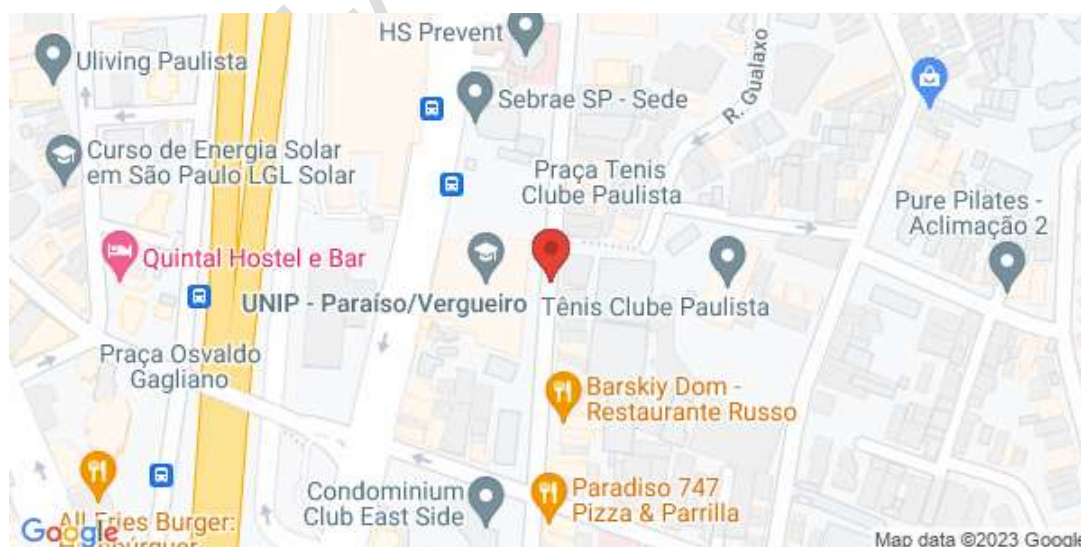 HS Prevent
Uliving Paulista
Sebrae SP - Sede
R. Gualaxo
Curso de Energia Solar
em São Paulo LGL Solar
Praça Tenis
Clube Paulista
Pure Pilates -
Aclimação 2
Quintal Hostel e Bar
UNIP - Paraíso/Vergueiro
Tênis Clube Paulista
Praça Osvaldo
Gagliano
Barskiy Dom -
Restaurante Russo
Condominium
Club East Side
Paradiso 747
Pizza & Parrilla
Fries Burger:
Google
Map data ©2023 Google